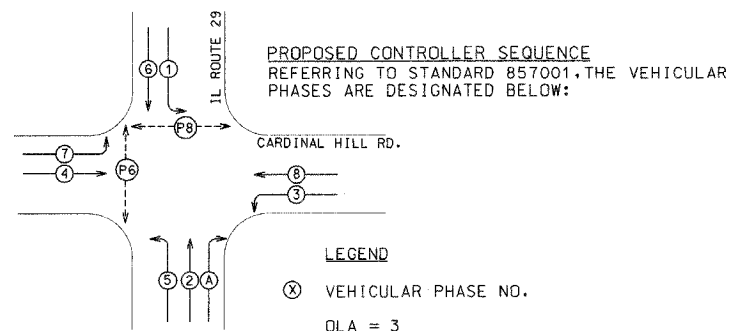 IL ROUTE 29
PROPOSED CONTROLLER SEQUENCE
REFERRING TO STANDARD 857001, THE VEHICULAR
PHASES ARE DESIGNATED BELOW:
6 1
P8
CARDINAL HILL RD.
7
4
P6
8
3
5 2 A
LEGEND
X VEHICULAR PHASE NO.
OLA = 3